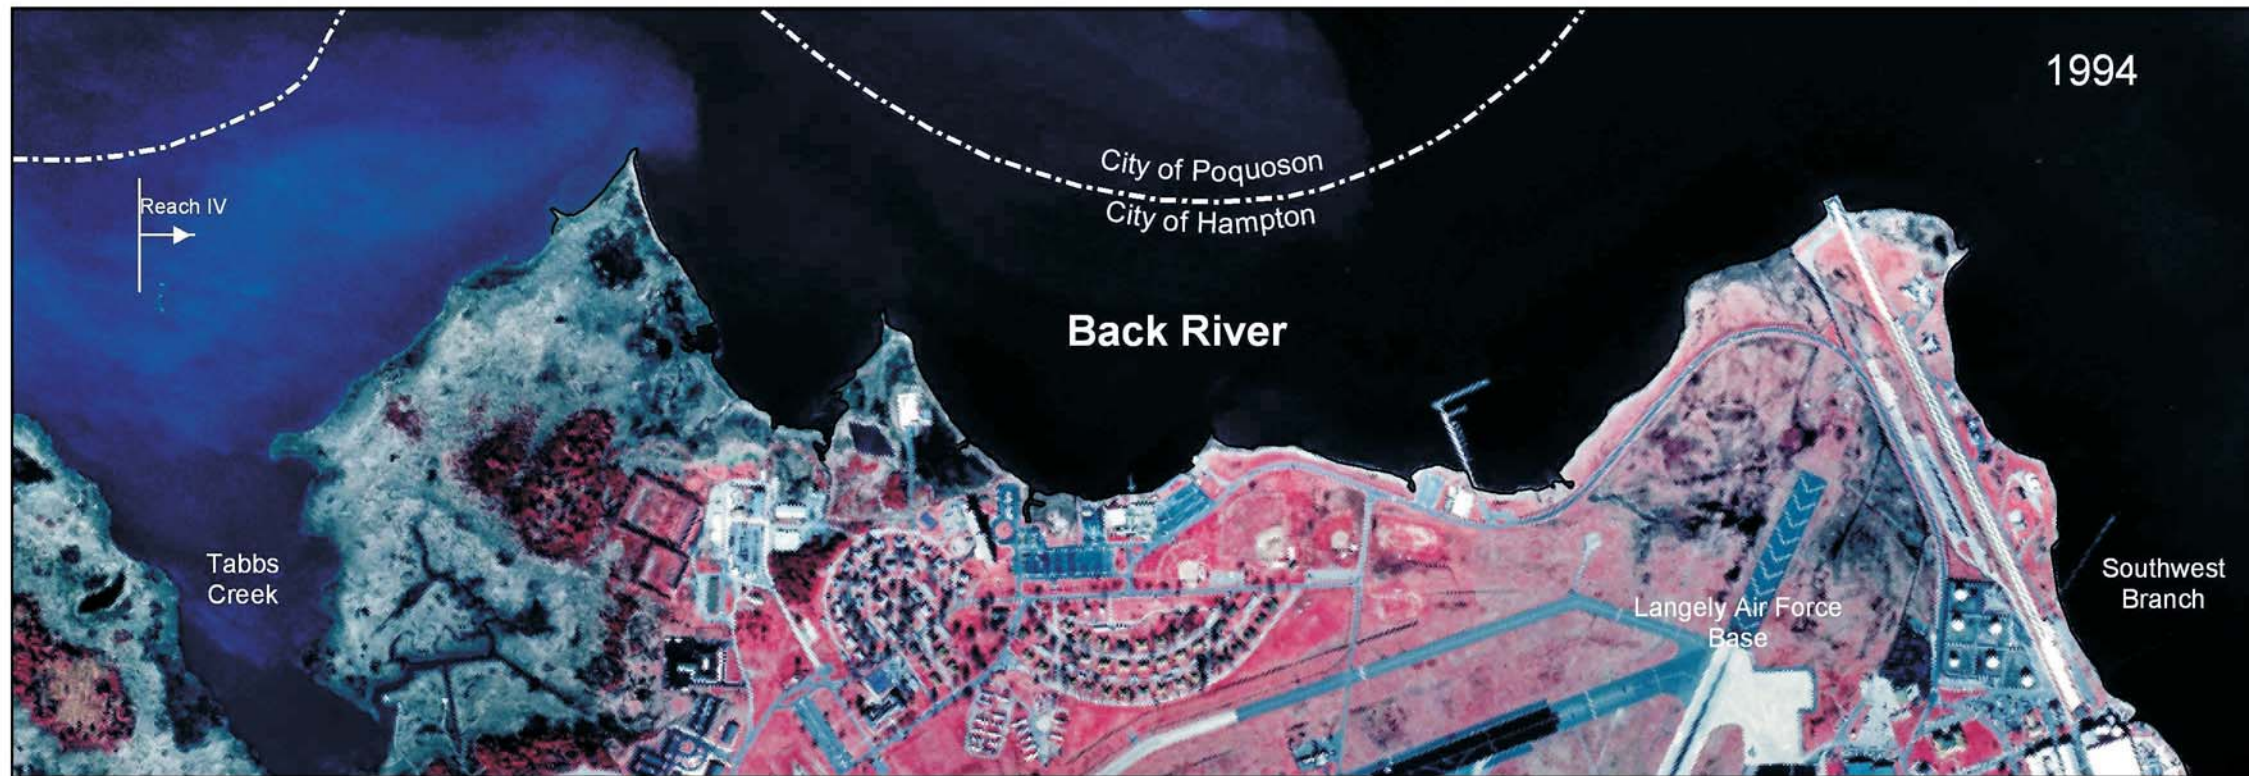 1994
City of Poquoson
City of Hampton
Reach IV
Back River
Tabbs
Creek
Langely Air Force
Base
Southwest
Branch